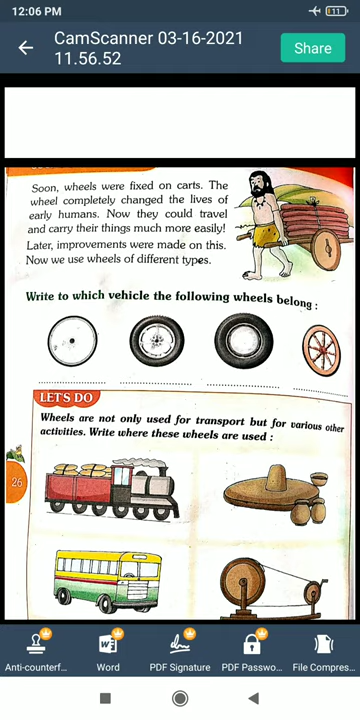 12:06 PM
11
CamScanner 03-16-2021
11.56.52
Share
Soon, wheels were fixed on carts. The
wheel completely changed the lives of
early humans. Now they could travel
and carry their things much more easily!
Later, improvements were made on this.
Now we use wheels of different types.
Write to which vehicle the following wheels belong :
LET'S DO
Wheels are not only used for transport but for various other
activities. Write where these wheels are used :
26
Anti-counterf...
Word
PDF Signature
PDF Passwo...
File Compres...